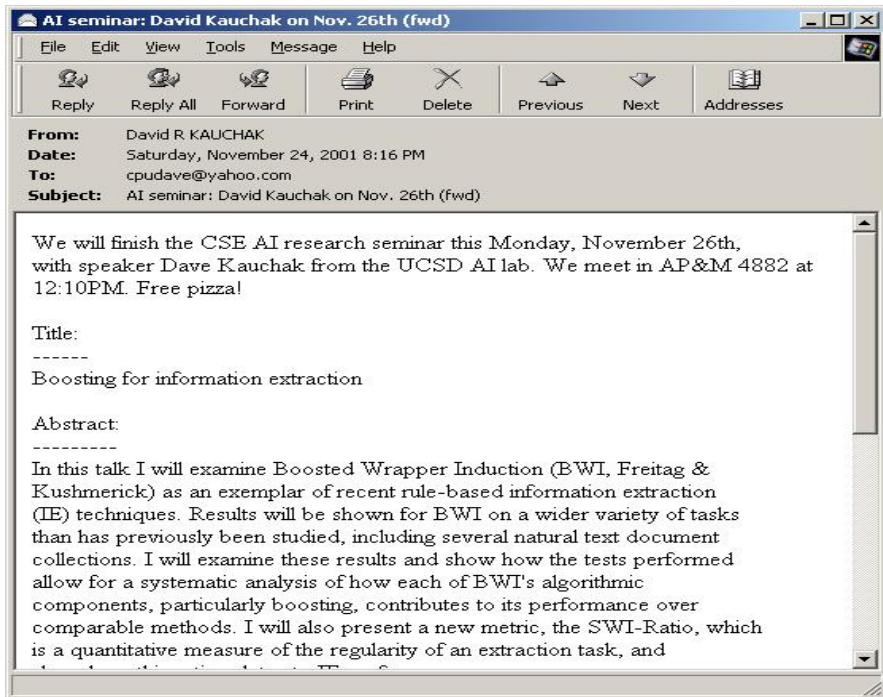 AI seminar: David Kauchak on Nov. 26th (fwd)
File Edit View Tools Message Help
Reply Reply All Forward Print Delete Previous Next Addresses
From: David R KAUCHAK
Date: Saturday, November 24, 2001 8:16 PM
To: cpudave@yahoo.com
Subject: AI seminar: David Kauchak on Nov. 26th (fwd)
We will finish the CSE AI research seminar this Monday, November 26th,
with speaker Dave Kauchak from the UCSD AI lab. We meet in AP&M 4882 at
12:10PM. Free pizza!
Title:
------
Boosting for information extraction
Abstract:
---------
In this talk I will examine Boosted Wrapper Induction (BWI, Freitag &
Kushmerick) as an exemplar of recent rule-based information extraction
(IE) techniques. Results will be shown for BWI on a wider variety of tasks
than has previously been studied, including several natural text document
collections. I will examine these results and show how the tests performed
allow for a systematic analysis of how each of BWI's algorithmic
components, particularly boosting, contributes to its performance over
comparable methods. I will also present a new metric, the SWI-Ratio, which
is a quantitative measure of the regularity of an extraction task, and